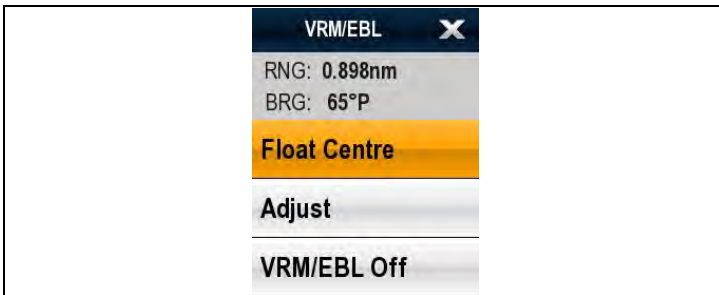 VRM/EBL X
RNG: 0.898nm
BRG: 65°P
Float Centre
Adjust
VRM/EBL Off